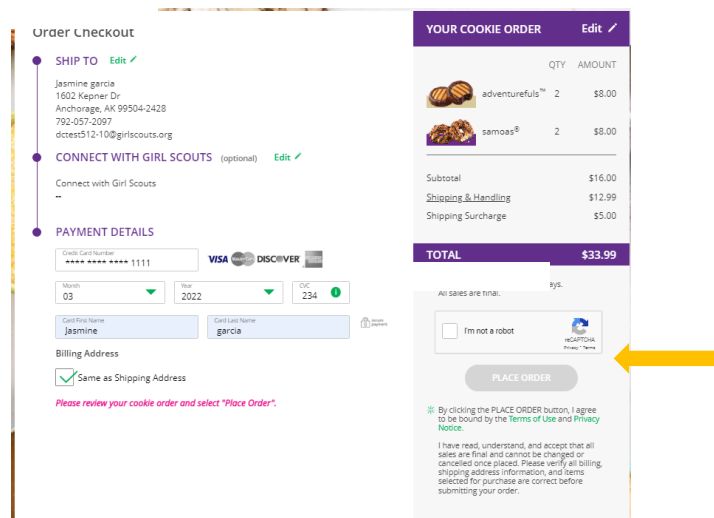 Order Checkout
SHIP TO Edit
Jasmine garcia
1602 Kepner Dr
Anchorage, AK 99504-2428
792-057-2097
dctest512-10@girlscouts.org
CONNECT WITH GIRL SCOUTS (optional) Edit
Connect with Girl Scouts
--
PAYMENT DETAILS
Credit Card Number
**** **** **** 1111
VISA MasterCard DISCOVER
Month
03
Year
2022
CVC
234
Card First Name
Jasmine
Card Last Name
garcia
secure
payment
Billing Address
Same as Shipping Address
Please review your cookie order and select "Place Order".
YOUR COOKIE ORDER Edit
QTY AMOUNT
adventurefuls™ 2 $8.00
samoas® 2 $8.00
Subtotal $16.00
Shipping & Handling $12.99
Shipping Surcharge $5.00
TOTAL $33.99
ays.
All sales are final.
I'm not a robot
reCAPTCHA
Privacy - Terms
PLACE ORDER
By clicking the PLACE ORDER button, I agree
to be bound by the Terms of Use and Privacy
Notice.
I have read, understand, and accept that all
sales are final and cannot be changed or
cancelled once placed. Please verify all billing,
shipping address information, and items
selected for purchase are correct before
submitting your order.